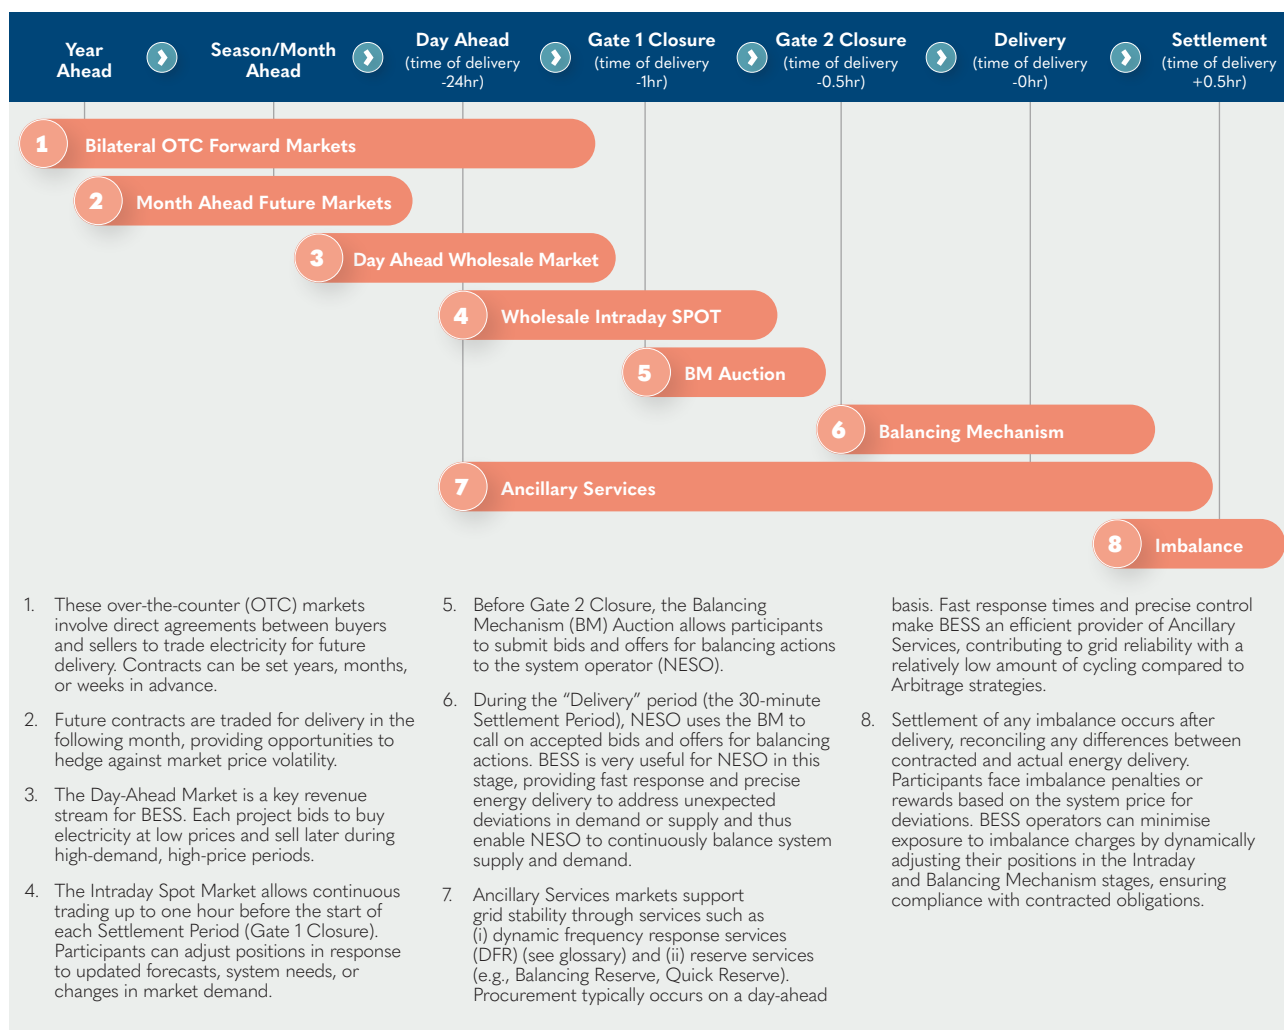 Year
Ahead
Season/Month
Ahead
Day Ahead
(time of delivery
-24hr)
Gate 1 Closure
(time of delivery
-1hr)
Gate 2 Closure
(time of delivery
-0.5hr)
Delivery
(time of delivery
-0hr)
Settlement
(time of delivery
+0.5hr)
1 Bilateral OTC Forward Markets
2 Month Ahead Future Markets
3 Day Ahead Wholesale Market
4 Wholesale Intraday SPOT
5 BM Auction
6 Balancing Mechanism
7 Ancillary Services
8 Imbalance
1. These over-the-counter (OTC) markets
involve direct agreements between buyers
and sellers to trade electricity for future
delivery. Contracts can be set years, months,
or weeks in advance.
2. Future contracts are traded for delivery in the
following month, providing opportunities to
hedge against market price volatility.
3. The Day-Ahead Market is a key revenue
stream for BESS. Each project bids to buy
electricity at low prices and sell later during
high-demand, high-price periods.
4. The Intraday Spot Market allows continuous
trading up to one hour before the start of
each Settlement Period (Gate 1 Closure).
Participants can adjust positions in response
to updated forecasts, system needs, or
changes in market demand.
5. Before Gate 2 Closure, the Balancing
Mechanism (BM) Auction allows participants
to submit bids and offers for balancing actions
to the system operator (NESO).
6. During the “Delivery” period (the 30-minute
Settlement Period), NESO uses the BM to
call on accepted bids and offers for balancing
actions. BESS is very useful for NESO in this
stage, providing fast response and precise
energy delivery to address unexpected
deviations in demand or supply and thus
enable NESO to continuously balance system
supply and demand.
7. Ancillary Services markets support
grid stability through services such as
(i) dynamic frequency response services
(DFR) (see glossary) and (ii) reserve services
(e.g., Balancing Reserve, Quick Reserve).
Procurement typically occurs on a day-ahead
basis. Fast response times and precise control
make BESS an efficient provider of Ancillary
Services, contributing to grid reliability with a
relatively low amount of cycling compared to
Arbitrage strategies.
8. Settlement of any imbalance occurs after
delivery, reconciling any differences between
contracted and actual energy delivery.
Participants face imbalance penalties or
rewards based on the system price for
deviations. BESS operators can minimise
exposure to imbalance charges by dynamically
adjusting their positions in the Intraday
and Balancing Mechanism stages, ensuring
compliance with contracted obligations.